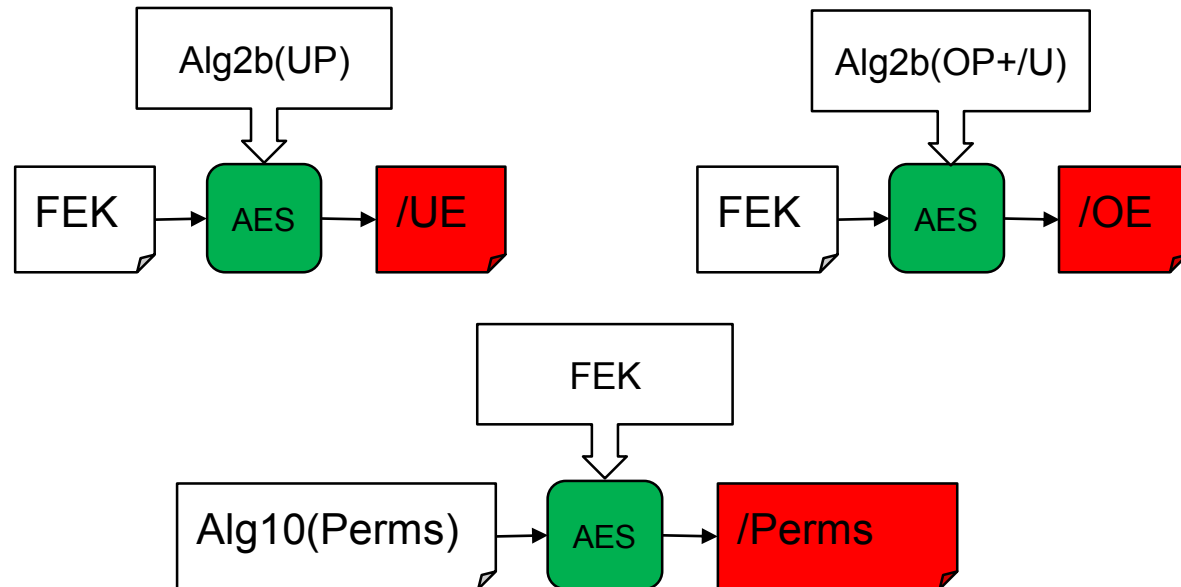 Alg2b(UP)
Alg2b(OP+/U)
FEK
AES
/UE
FEK
AES
/OE
FEK
Alg10(Perms)
AES
/Perms